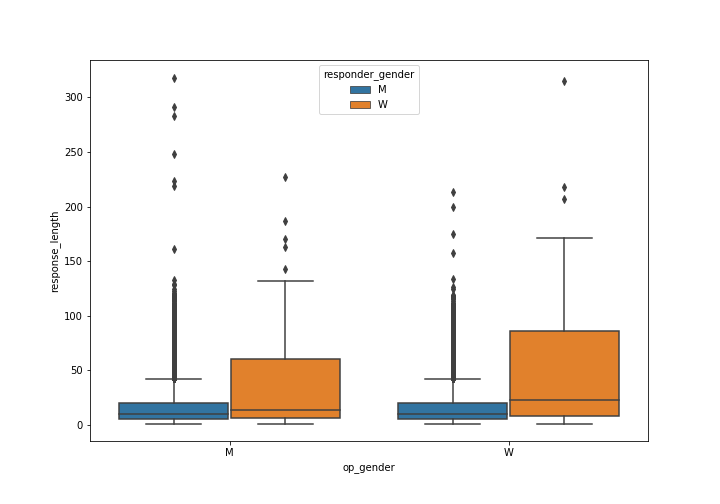 responder_gender
M
W
300
250
200
150
100
50
0
response_length
M W
op_gender